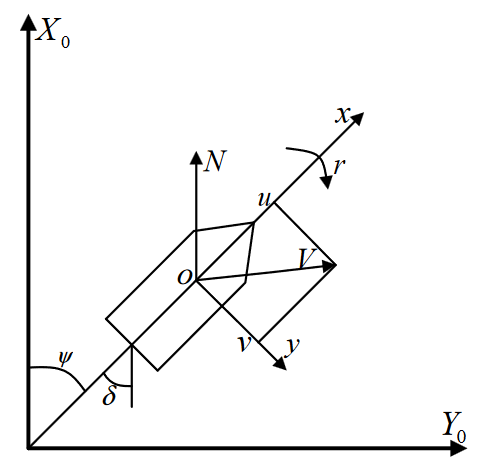 X₀
x
N
r
u
V
o
v
y
ψ
δ
Y₀